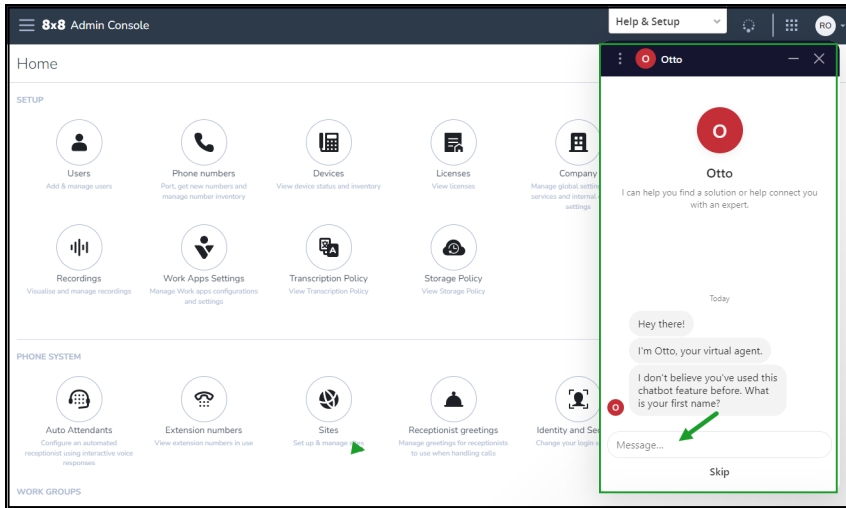 8x8 Admin Console
Help & Setup
RO
Home
SETUP
Users
Add & manage users
Phone numbers
Port, get new numbers and
manage number inventory
Devices
View device status and inventory
Licenses
View licenses
Company
Manage global settin
services and internal
settings
Recordings
Visualise and manage recordings
Work Apps Settings
Manage Work apps configurations
and settings
Transcription Policy
View Transcription Policy
Storage Policy
View Storage Policy
PHONE SYSTEM
Auto Attendants
Configure an automated
receptionist using interactive voice
responses
Extension numbers
View extension numbers in use
Sites
Set up & manage sites
Receptionist greetings
Manage greetings for receptionists
to use when handling calls
Identity and Sec
Change your login s
WORK GROUPS
O
Otto
O
Otto
I can help you find a solution or help connect you
with an expert.
Today
Hey there!
I'm Otto, your virtual agent.
I don't believe you've used this
chatbot feature before. What
is your first name?
O
Message...
Skip